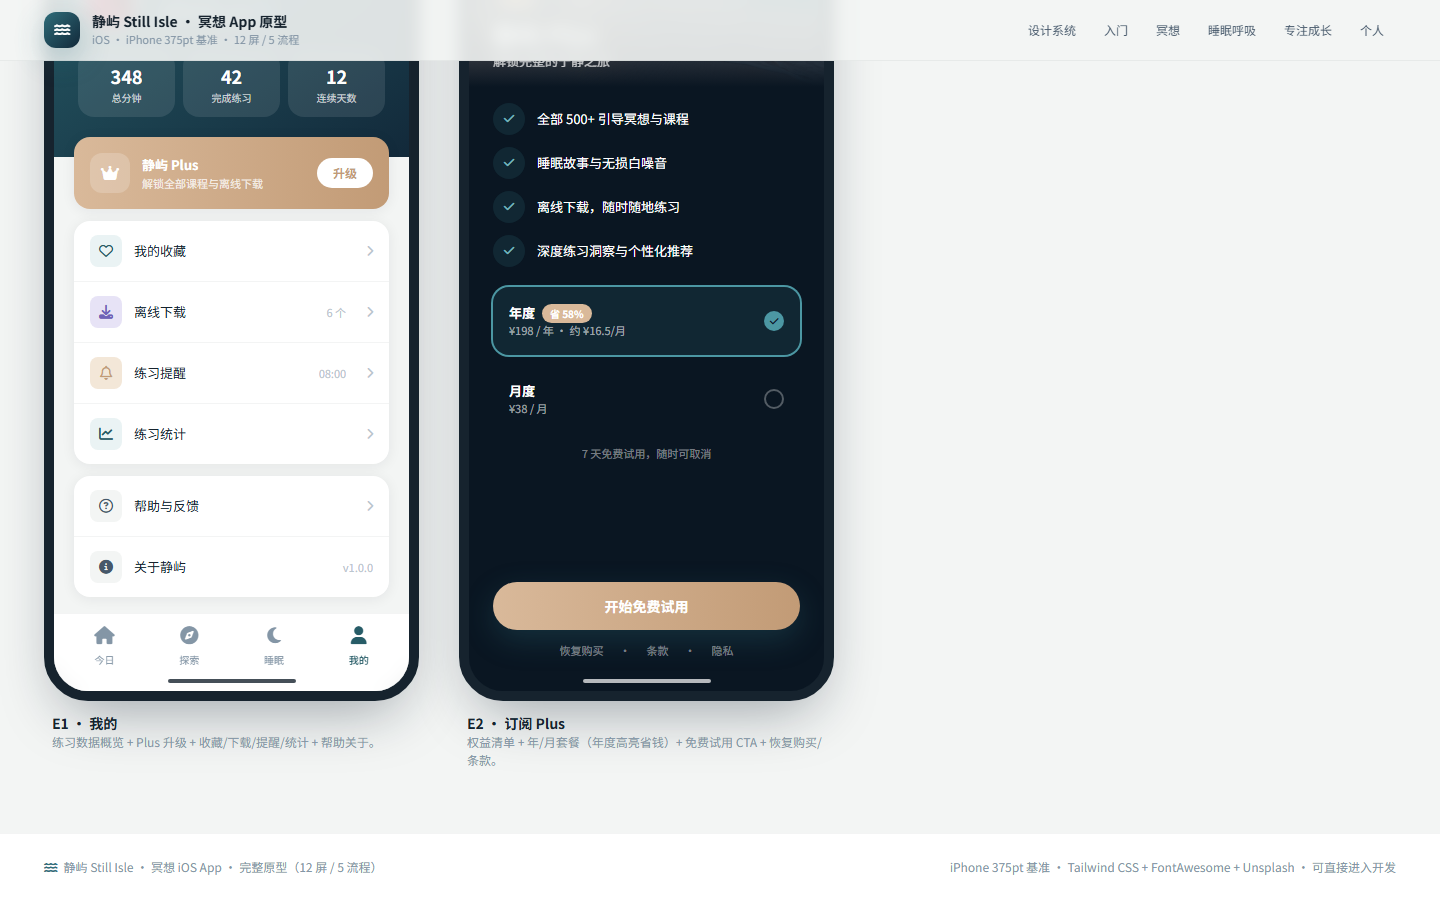 静屿 Still Isle · 冥想 App 原型
iOS · iPhone 375pt 基准 · 12 屏 / 5 流程
设计系统
入门
冥想
睡眠呼吸
专注成长
个人
348
总分钟
42
完成练习
12
连续天数
静屿 Plus
解锁全部课程与离线下载
升级
我的收藏
离线下载
6 个
练习提醒
08:00
练习统计
帮助与反馈
关于静屿
v1.0.0
今日
探索
睡眠
我的
E1 · 我的
练习数据概览 + Plus 升级 + 收藏/下载/提醒/统计 + 帮助关于。
解锁完整的宁静之旅
全部 500+ 引导冥想与课程
睡眠故事与无损白噪音
离线下载，随时随地练习
深度练习洞察与个性化推荐
年度
省 58%
¥198 / 年 · 约 ¥16.5/月
月度
¥38 / 月
7 天免费试用，随时可取消
开始免费试用
恢复购买 · 条款 · 隐私
E2 · 订阅 Plus
权益清单 + 年/月套餐（年度高亮省钱）+ 免费试用 CTA + 恢复购买/
条款。
静屿 Still Isle · 冥想 iOS App · 完整原型（12 屏 / 5 流程）
iPhone 375pt 基准 · Tailwind CSS + FontAwesome + Unsplash · 可直接进入开发